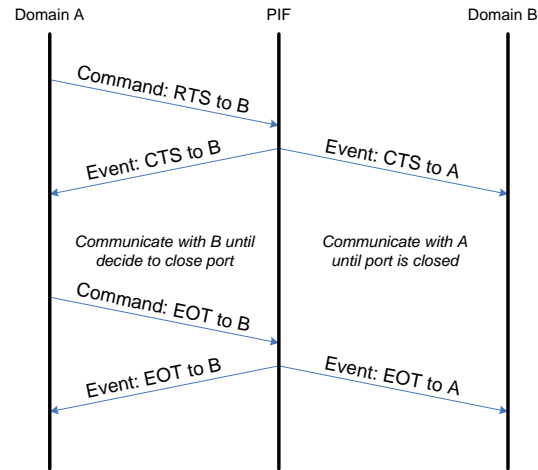 Domain A PIF Domain B
Command: RTS to B
Event: CTS to B Event: CTS to A
Communicate with B until
decide to close port
Communicate with A
until port is closed
Command: EOT to B
Event: EOT to B Event: EOT to A